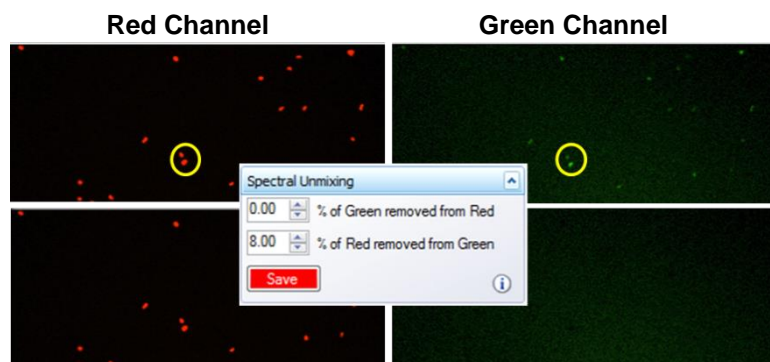 Red Channel
Green Channel
Spectral Unmixing
0.00 % of Green removed from Red
8.00 % of Red removed from Green
Save